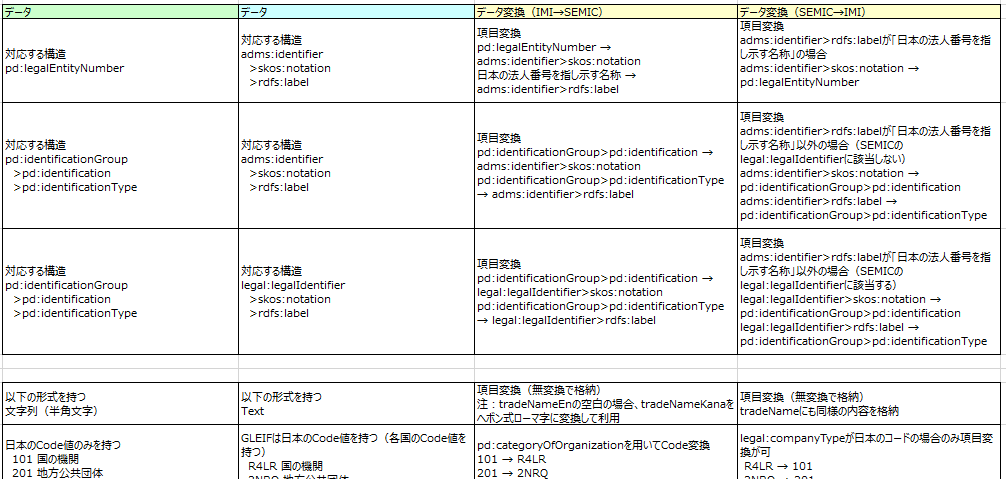 データ
データ
データ変換（IMI→SEMIC）
データ変換（SEMIC→IMI）
対応する構造
pd:legalEntityNumber
対応する構造
adms:identifier
>skos:notation
>rdfs:label
項目変換
pd:legalEntityNumber →
adms:identifier>skos:notation
日本の法人番号を指し示す名称 →
adms:identifier>rdfs:label
項目変換
adms:identifier>rdfs:labelが「日本の法人番号を指
し示す名称」の場合
adms:identifier>skos:notation →
pd:legalEntityNumber
対応する構造
pd:identificationGroup
>pd:identification
>pd:identificationType
対応する構造
adms:identifier
>skos:notation
>rdfs:label
項目変換
pd:identificationGroup>pd:identification →
adms:identifier>skos:notation
pd:identificationGroup>pd:identificationType
→ adms:identifier>rdfs:label
項目変換
adms:identifier>rdfs:labelが「日本の法人番号を指
し示す名称」以外の場合（SEMICの
legal:legalIdentifierに該当しない）
adms:identifier>skos:notation →
pd:identificationGroup>pd:identification
adms:identifier>rdfs:label →
pd:identificationGroup>pd:identificationType
対応する構造
pd:identificationGroup
>pd:identification
>pd:identificationType
対応する構造
legal:legalIdentifier
>skos:notation
>rdfs:label
項目変換
pd:identificationGroup>pd:identification →
legal:legalIdentifier>skos:notation
pd:identificationGroup>pd:identificationType
→ legal:legalIdentifier>rdfs:label
項目変換
adms:identifier>rdfs:labelが「日本の法人番号を指
し示す名称」以外の場合（SEMICの
legal:legalIdentifierに該当する）
legal:legalIdentifier>skos:notation →
pd:identificationGroup>pd:identification
legal:legalIdentifier>rdfs:label →
pd:identificationGroup>pd:identificationType
以下の形式を持つ
文字列（半角文字）
以下の形式を持つ
Text
項目変換（無変換で格納）
注：tradeNameEnの空白の場合、tradeNameKanaを
ヘボン式ローマ字に変換して利用
項目変換（無変換で格納）
tradeNameにも同様の内容を格納
日本のCode値のみを持つ
101 国の機関
201 地方公共団体
GLEIFは日本のCode値を持つ（各国のCode値を
持つ）
R4LR 国の機関
2NRQ 地方公共団体
pd:categoryOfOrganizationを用いてCode変換
101 → R4LR
201 → 2NRQ
legal:companyTypeが日本のコードの場合のみ項目変
換が可
R4LR → 101
2NRQ → 201